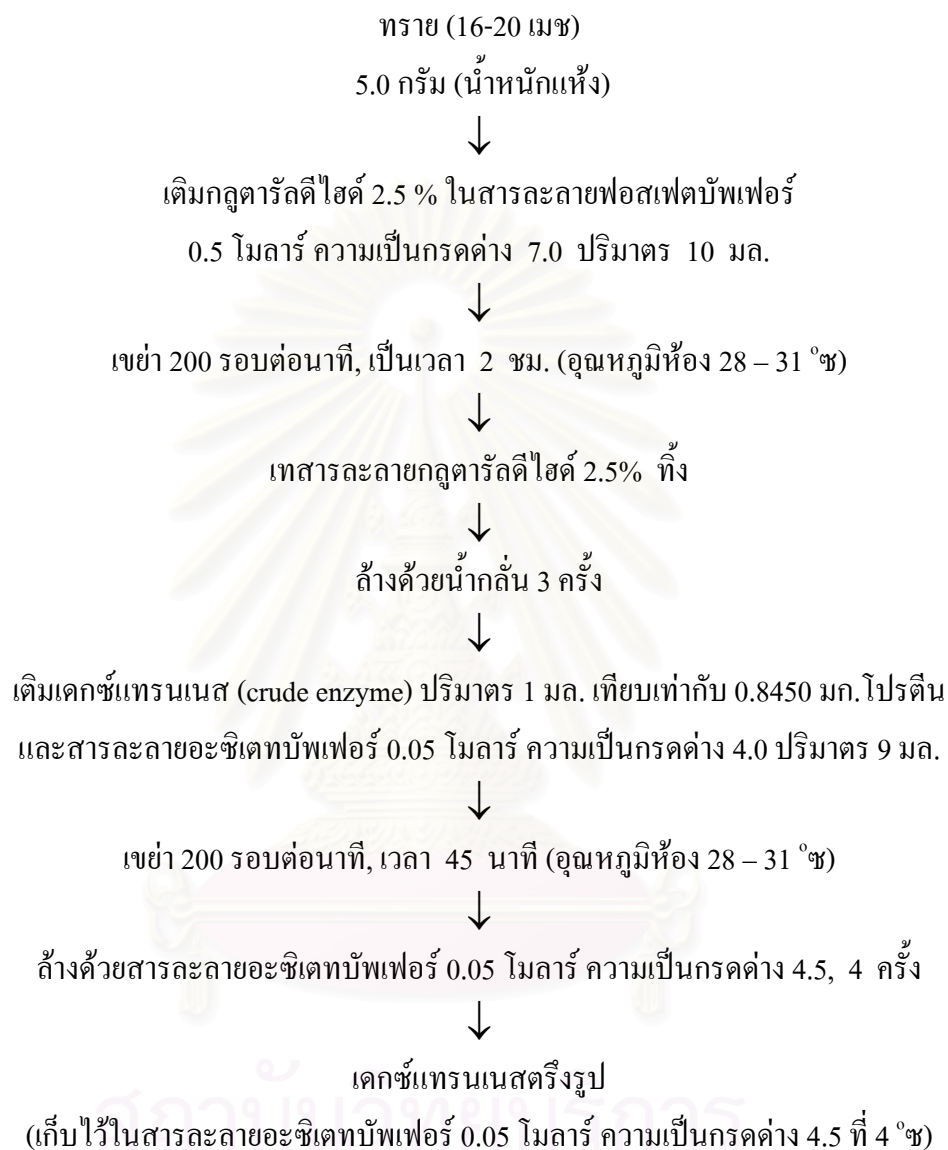 ทราย (16-20 เมช)
5.0 กรัม (น้ำหนักแห้ง)
↓
เติมกลูตารัลดีไฮด์ 2.5 % ในสารละลายฟอสเฟตบัพเฟอร์
0.5 โมลาร์ ความเป็นกรดด่าง 7.0 ปริมาตร 10 มล.
↓
เขย่า 200 รอบต่อนาที, เป็นเวลา 2 ชม. (อุณหภูมิห้อง 28 – 31 °ซ)
↓
เทสารละลายกลูตารัลดีไฮด์ 2.5% ทิ้ง
↓
ล้างด้วยน้ำกลั่น 3 ครั้ง
↓
เติมเดกซ์แทรนเนส (crude enzyme) ปริมาตร 1 มล. เทียบเท่ากับ 0.8450 มก.โปรตีน
และสารละลายอะซิเตทบัพเฟอร์ 0.05 โมลาร์ ความเป็นกรดด่าง 4.0 ปริมาตร 9 มล.
↓
เขย่า 200 รอบต่อนาที, เวลา 45 นาที (อุณหภูมิห้อง 28 – 31 °ซ)
↓
ล้างด้วยสารละลายอะซิเตทบัพเฟอร์ 0.05 โมลาร์ ความเป็นกรดด่าง 4.5, 4 ครั้ง
↓
เดกซ์แทรนเนสตรึงรูป
สถาบันวิทยบริการ
(เก็บไว้ในสารละลายอะซิเตทบัพเฟอร์ 0.05 โมลาร์ ความเป็นกรดด่าง 4.5 ที่ 4 °ซ)